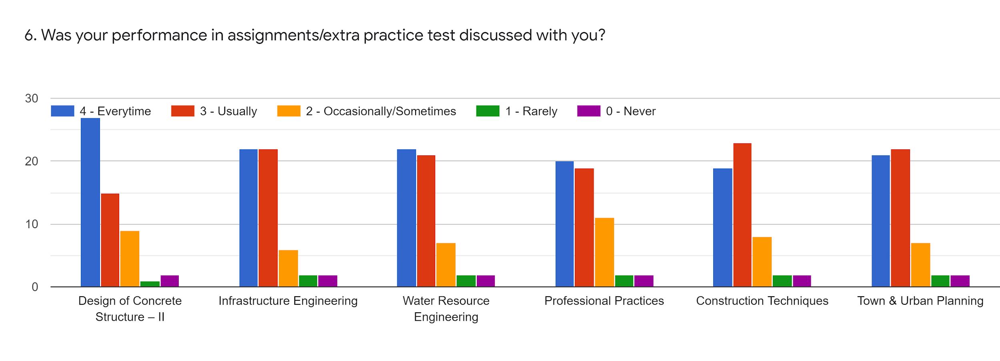 6. Was your performance in assignments/extra practice test discussed with you?
30
4 - Everytime 3 - Usually 2 - Occasionally/Sometimes 1 - Rarely 0 - Never
20
10
0
Design of Concrete Structure – II
Infrastructure Engineering
Water Resource Engineering
Professional Practices
Construction Techniques
Town & Urban Planning